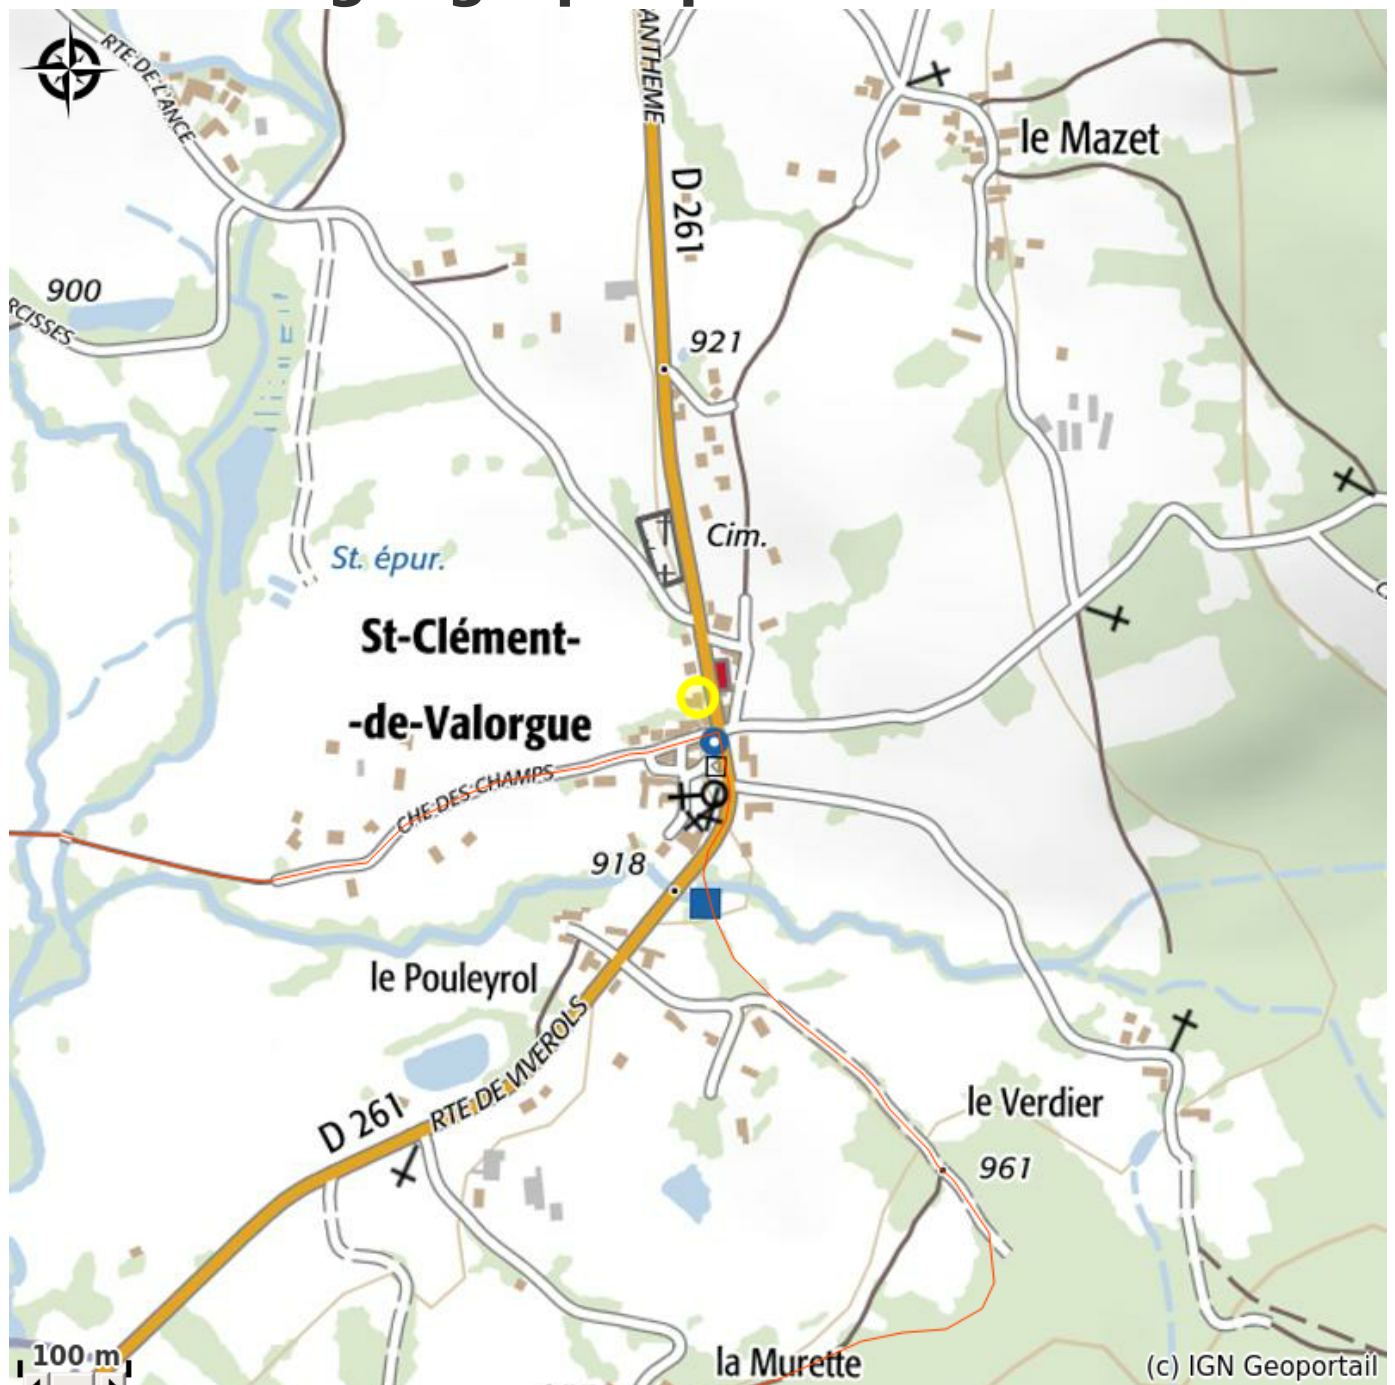 RTE DE L'ANCE
ANTHEME
le Mazet
D 261
900
RCISSES
921
Cim.
St. épur.
St-Clément-
-de-Valorgue
CHE DES CHAMPS
918
le Pouleyrol
RTE DE VIVEROLS
D 261
le Verdier
961
la Murette
100 m
(c) IGN Geoportail